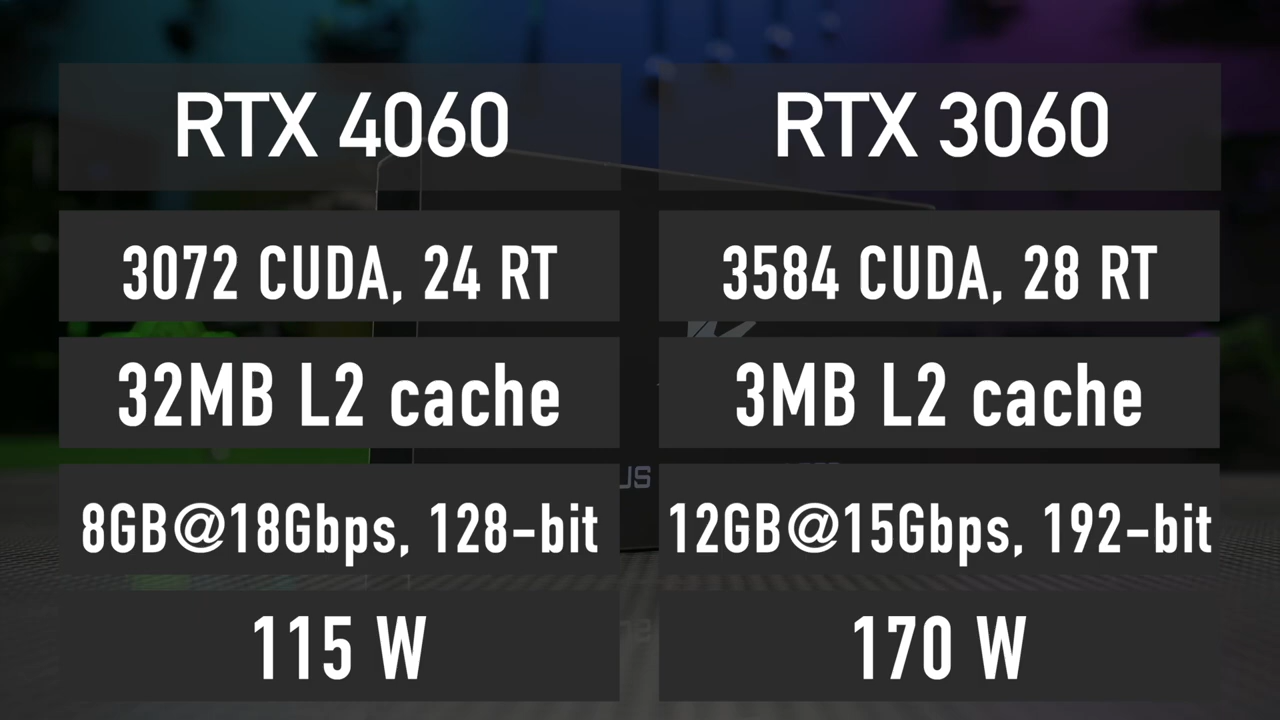 RTX 4060
RTX 3060
3072 CUDA, 24 RT
3584 CUDA, 28 RT
32MB L2 cache
3MB L2 cache
8GB@18Gbps, 128-bit
12GB@15Gbps, 192-bit
115 W
170 W